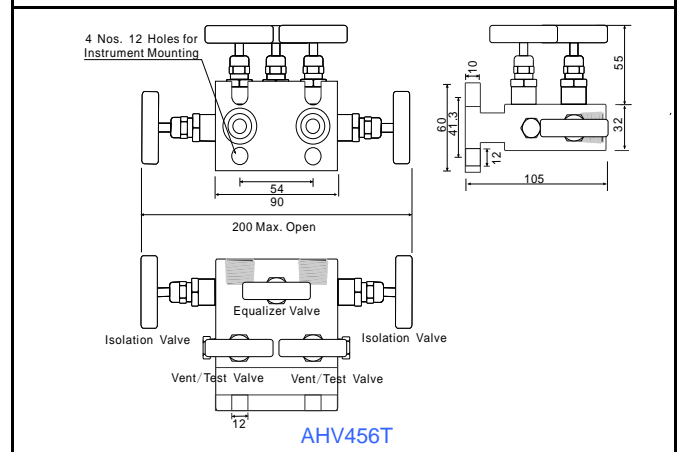 4 Nos. 12 Holes for
Instrument Mounting
54
90
200 Max. Open
10
60
41.3
12
55
32
105
Equalizer Valve
Isolation Valve
Isolation Valve
Vent/Test Valve
Vent/Test Valve
12
AHV456T